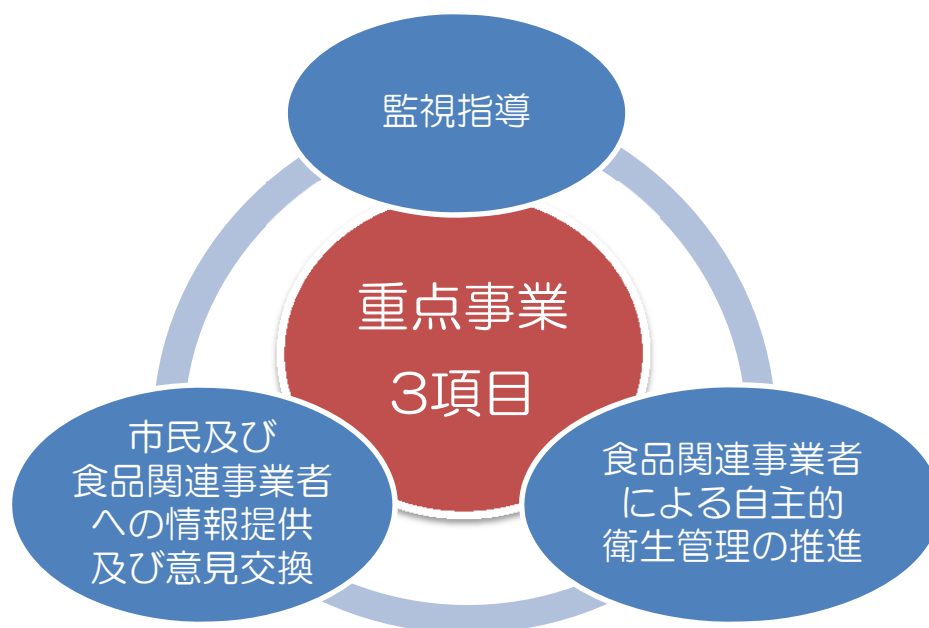 監視指導
重点事業
3項目
市民及び
食品関連事業者
への情報提供
及び意見交換
食品関連事業者
による自主的
衛生管理の推進